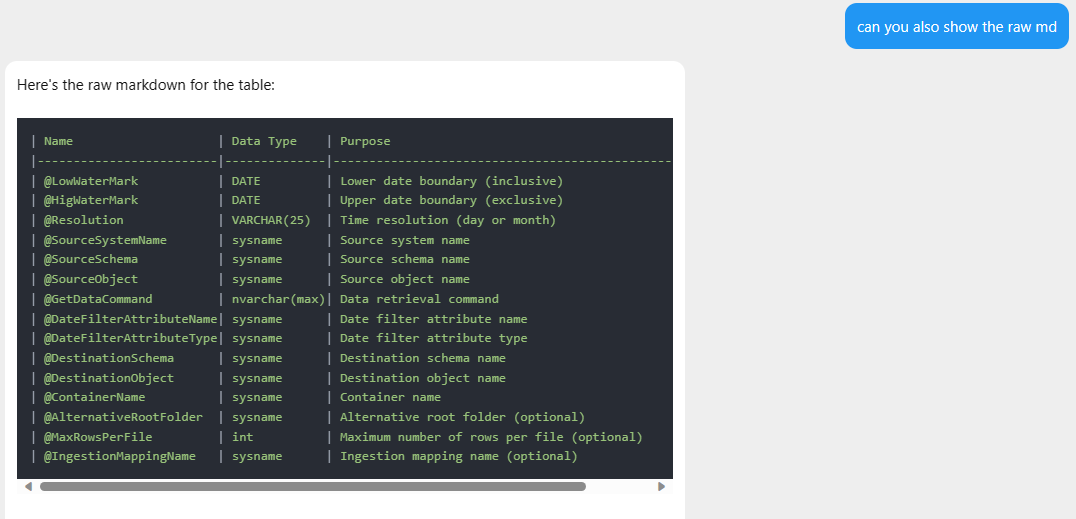 can you also show the raw md
Here's the raw markdown for the table:
| Name                    | Data Type    | Purpose
|-------------------------|--------------|-----------------------------------------------
| @LowWaterMark           | DATE         | Lower date boundary (inclusive)
| @HigWaterMark           | DATE         | Upper date boundary (exclusive)
| @Resolution             | VARCHAR(25)  | Time resolution (day or month)
| @SourceSystemName       | sysname      | Source system name
| @SourceSchema           | sysname      | Source schema name
| @SourceObject           | sysname      | Source object name
| @GetDataCommand         | nvarchar(max)| Data retrieval command
| @DateFilterAttributeName| sysname      | Date filter attribute name
| @DateFilterAttributeType| sysname      | Date filter attribute type
| @DestinationSchema      | sysname      | Destination schema name
| @DestinationObject      | sysname      | Destination object name
| @ContainerName          | sysname      | Container name
| @AlternativeRootFolder  | sysname      | Alternative root folder (optional)
| @MaxRowsPerFile         | int          | Maximum number of rows per file (optional)
| @IngestionMappingName   | sysname      | Ingestion mapping name (optional)